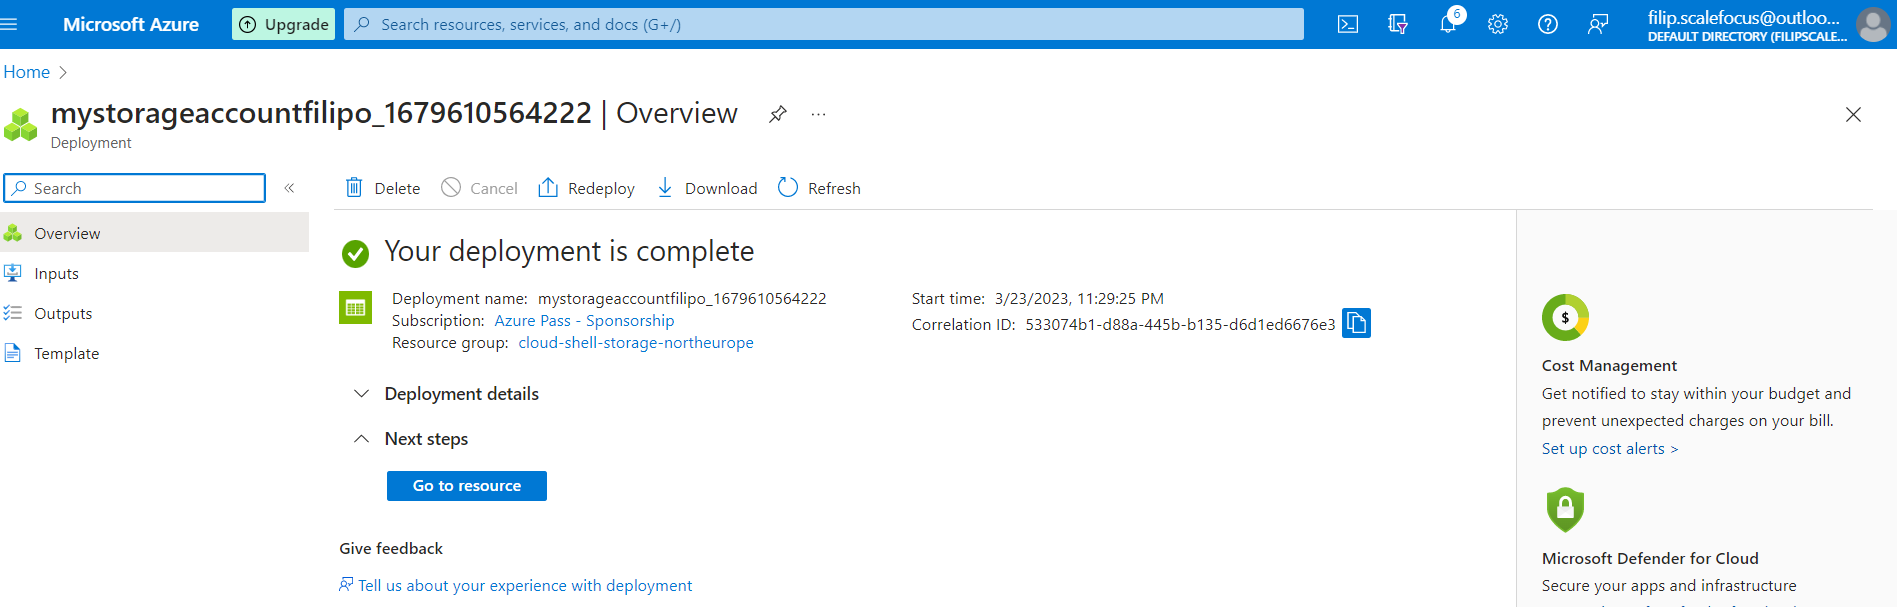 Microsoft Azure
Upgrade
Search resources, services, and docs (G+/)
6
filip.scalefocus@outloo...
DEFAULT DIRECTORY (FILIPSCALE...
Home
mystorageaccountfilipo_1679610564222 | Overview
Deployment
Search
Delete
Cancel
Redeploy
Download
Refresh
Overview
Inputs
Outputs
Template
Your deployment is complete
Deployment name: mystorageaccountfilipo_1679610564222
Subscription: Azure Pass - Sponsorship
Resource group: cloud-shell-storage-northeurope
Start time: 3/23/2023, 11:29:25 PM
Correlation ID: 533074b1-d88a-445b-b135-d6d1ed6676e3
Deployment details
Next steps
Go to resource
Give feedback
Tell us about your experience with deployment
$
Cost Management
Get notified to stay within your budget and
prevent unexpected charges on your bill.
Set up cost alerts >
Microsoft Defender for Cloud
Secure your apps and infrastructure